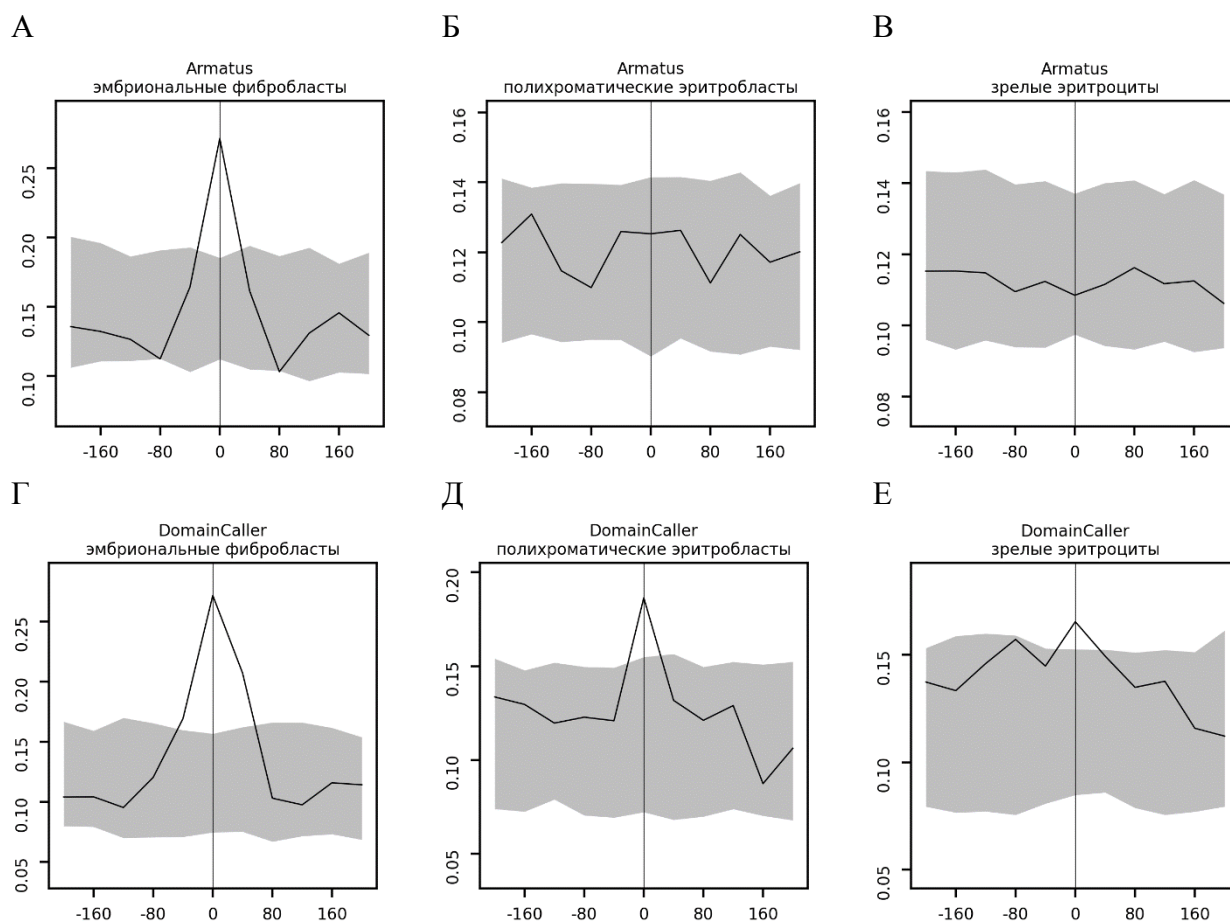 А
Б
В
Armatus
эмбриональные фибробласты
Armatus
полихроматические эритробласты
Armatus
зрелые эритроциты
0.25
0.20
0.15
0.10
0.16
0.14
0.12
0.10
0.08
0.16
0.14
0.12
0.10
0.08
-160 -80 0 80 160
-160 -80 0 80 160
-160 -80 0 80 160
Г
Д
Е
DomainCaller
эмбриональные фибробласты
DomainCaller
полихроматические эритробласты
DomainCaller
зрелые эритроциты
0.25
0.20
0.15
0.10
0.05
0.20
0.15
0.10
0.05
0.15
0.10
0.05
-160 -80 0 80 160
-160 -80 0 80 160
-160 -80 0 80 160